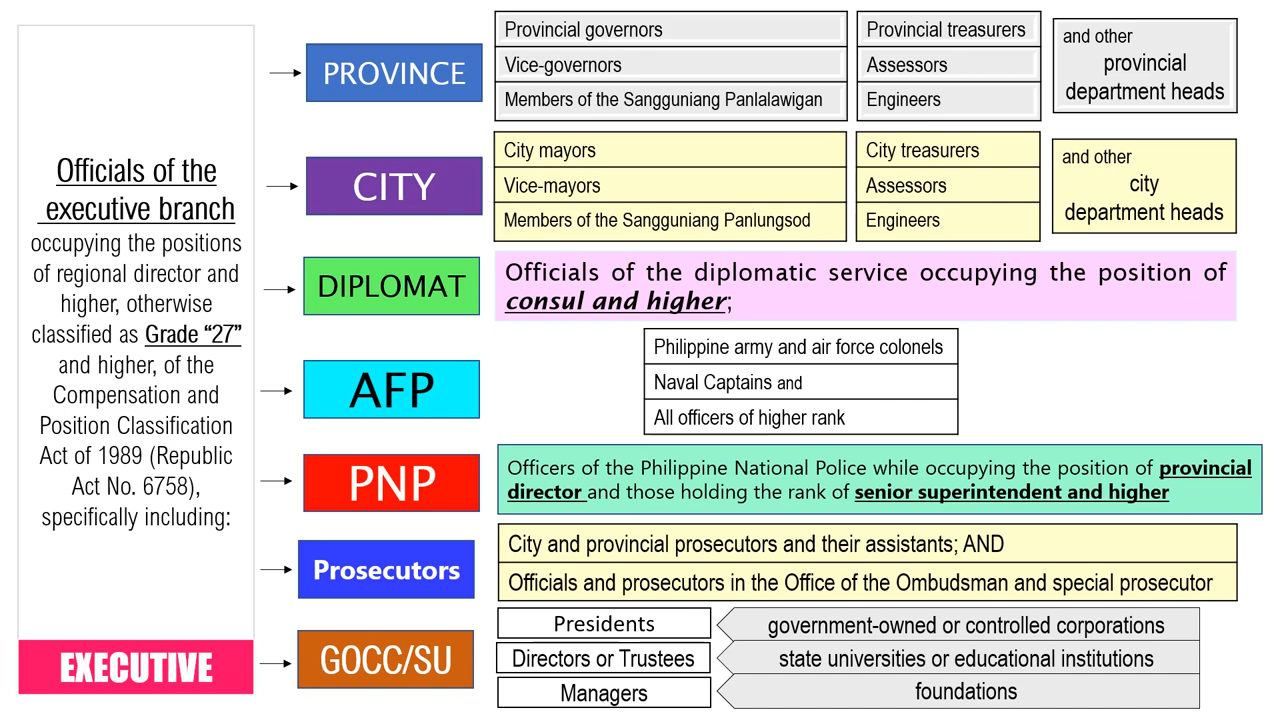 Officials of the
executive branch
occupying the positions
of regional director and
higher, otherwise
classified as Grade “27”
and higher, of the
Compensation and
Position Classification
Act of 1989 (Republic
Act No. 6758),
specifically including:
EXECUTIVE
PROVINCE
Provincial governors
Vice-governors
Members of the Sangguniang Panlalawigan
Provincial treasurers
Assessors
Engineers
and other
provincial
department heads
CITY
City mayors
Vice-mayors
Members of the Sangguniang Panlungsod
City treasurers
Assessors
Engineers
and other
city
department heads
DIPLOMAT
Officials of the diplomatic service occupying the position of
consul and higher;
AFP
Philippine army and air force colonels
Naval Captains and
All officers of higher rank
PNP
Officers of the Philippine National Police while occupying the position of provincial
director and those holding the rank of senior superintendent and higher
Prosecutors
City and provincial prosecutors and their assistants; AND
Officials and prosecutors in the Office of the Ombudsman and special prosecutor
GOCC/SU
Presidents
Directors or Trustees
Managers
government-owned or controlled corporations
state universities or educational institutions
foundations